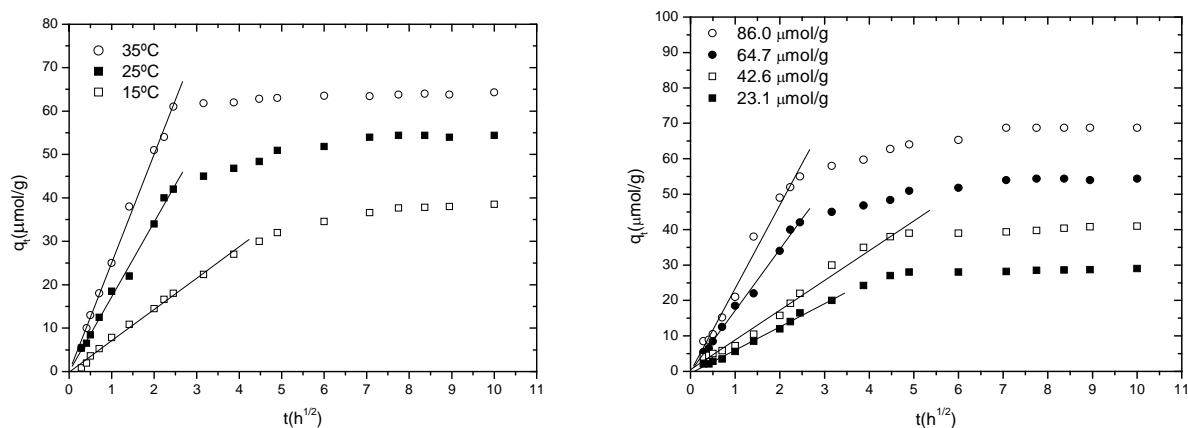 80
70
60
50
40
30
20
10
0
qt(μmol/g)
35ºC
25ºC
15ºC
0 1 2 3 4 5 6 7 8 9 10 11
t(h1/2)
100
90
80
70
60
50
40
30
20
10
0
qt(μmol/g)
86.0 μmol/g
64.7 μmol/g
42.6 μmol/g
23.1 μmol/g
0 1 2 3 4 5 6 7 8 9 10 11
t(h1/2)